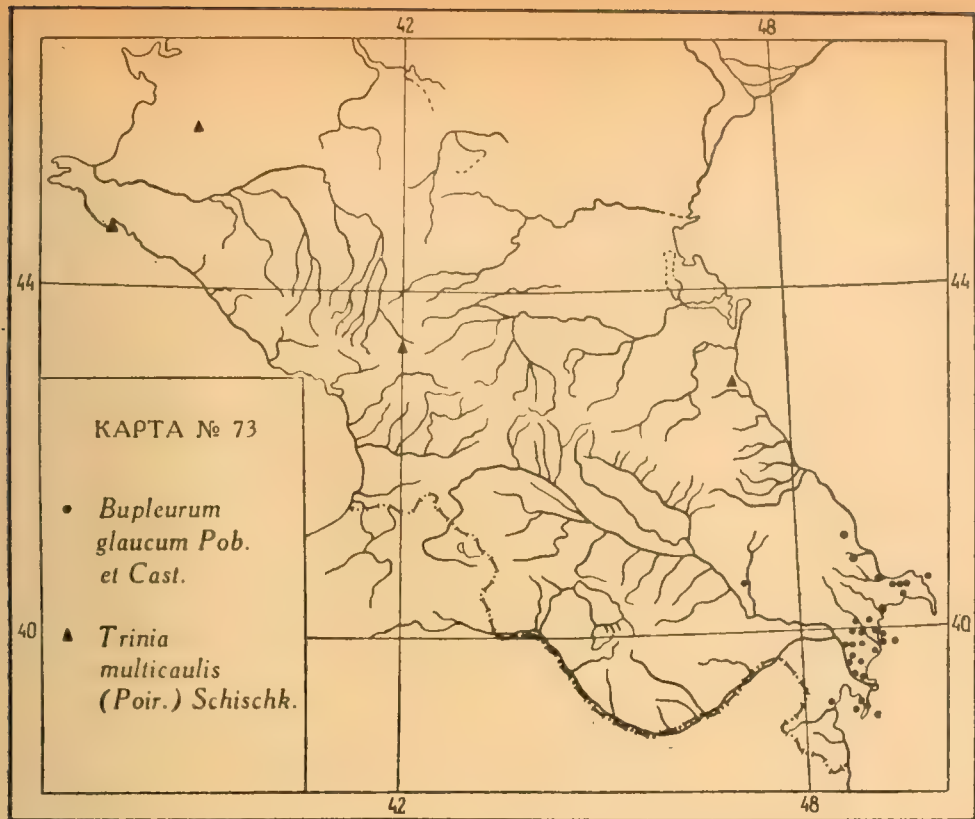 42 48
44 44
КАРТА № 73
Bupleurum
glaucum Pob.
et Cast.
40 40
Trinia
multicaulis
(Poir.) Schischk.
42 48